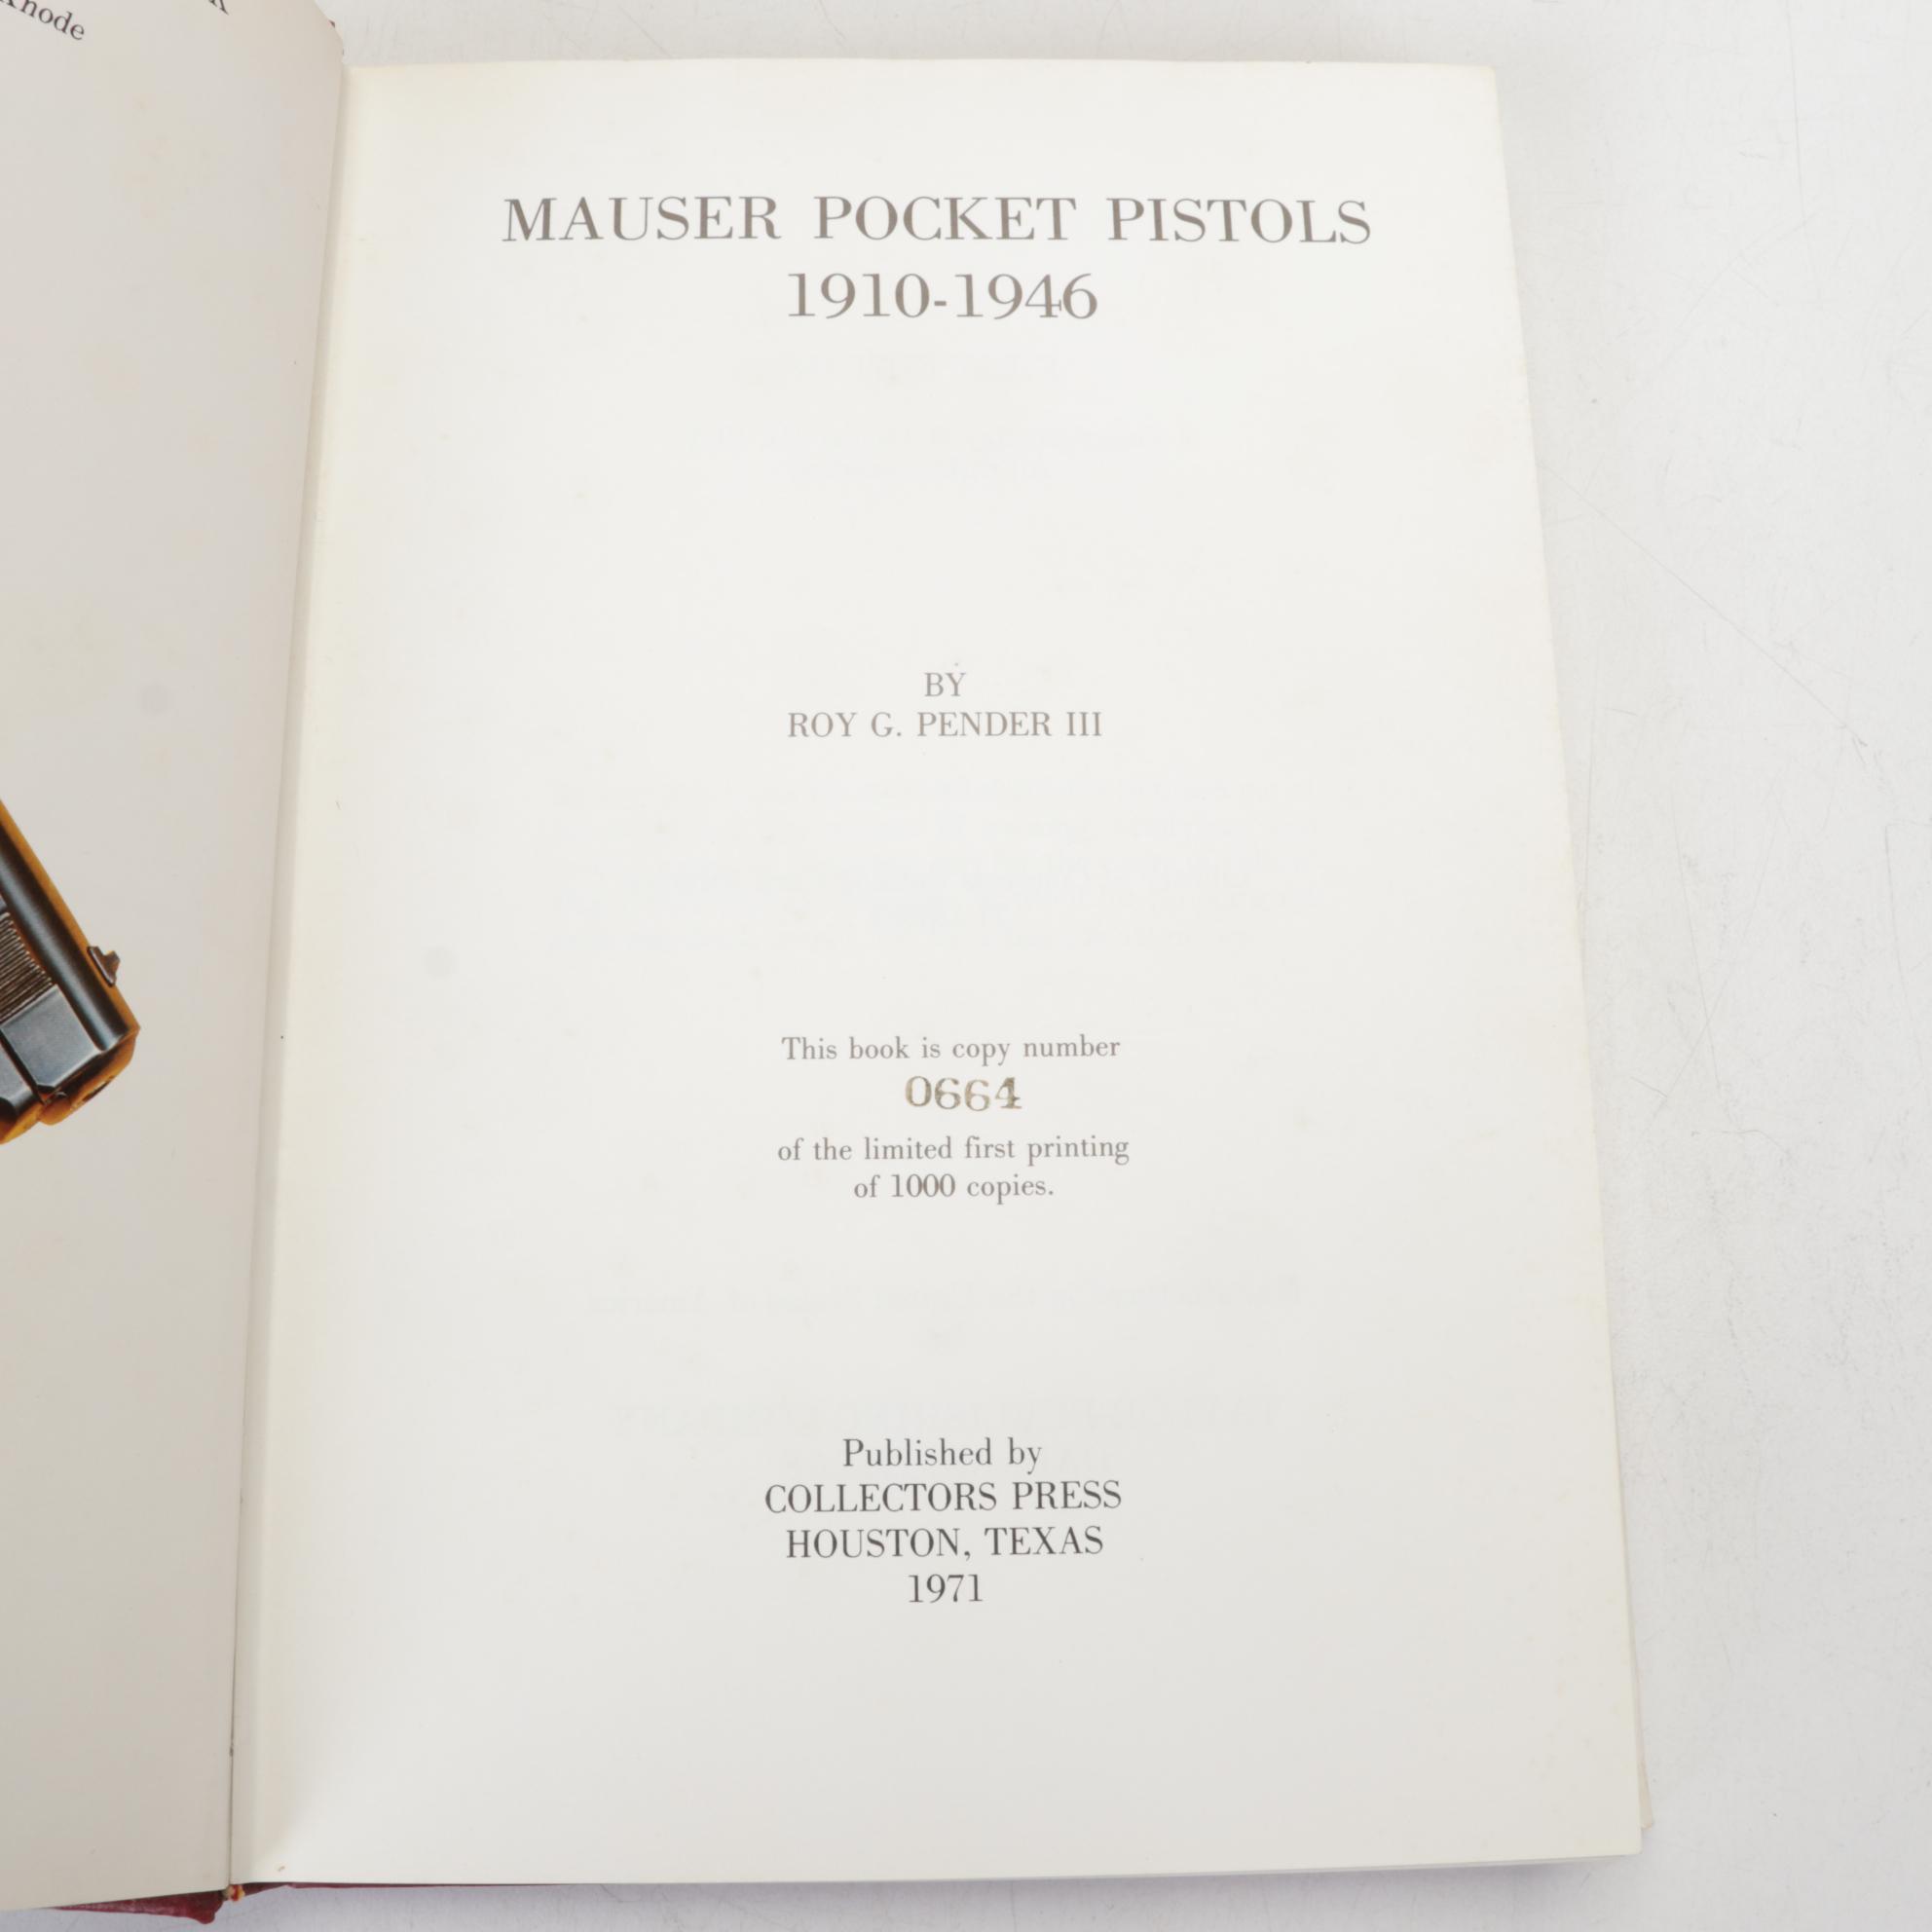 MAUSER POCKET PISTOLS
1910-1946
BY
ROY G. PENDER III
This book is copy number
0664
of the limited first printing
of 1000 copies.
Published by
COLLECTORS PRESS
HOUSTON, TEXAS
1971